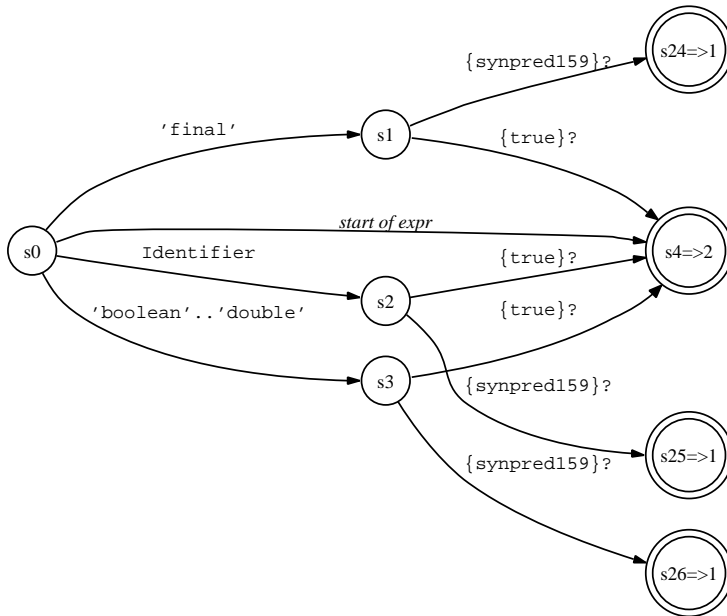 s24=>1
{synpred159}?
'final'
s1
{true}?
start of expr
s0
Identifier
{true}?
s4=>2
s2
'boolean'..'double'
{true}?
s3
{synpred159}?
s25=>1
{synpred159}?
s26=>1